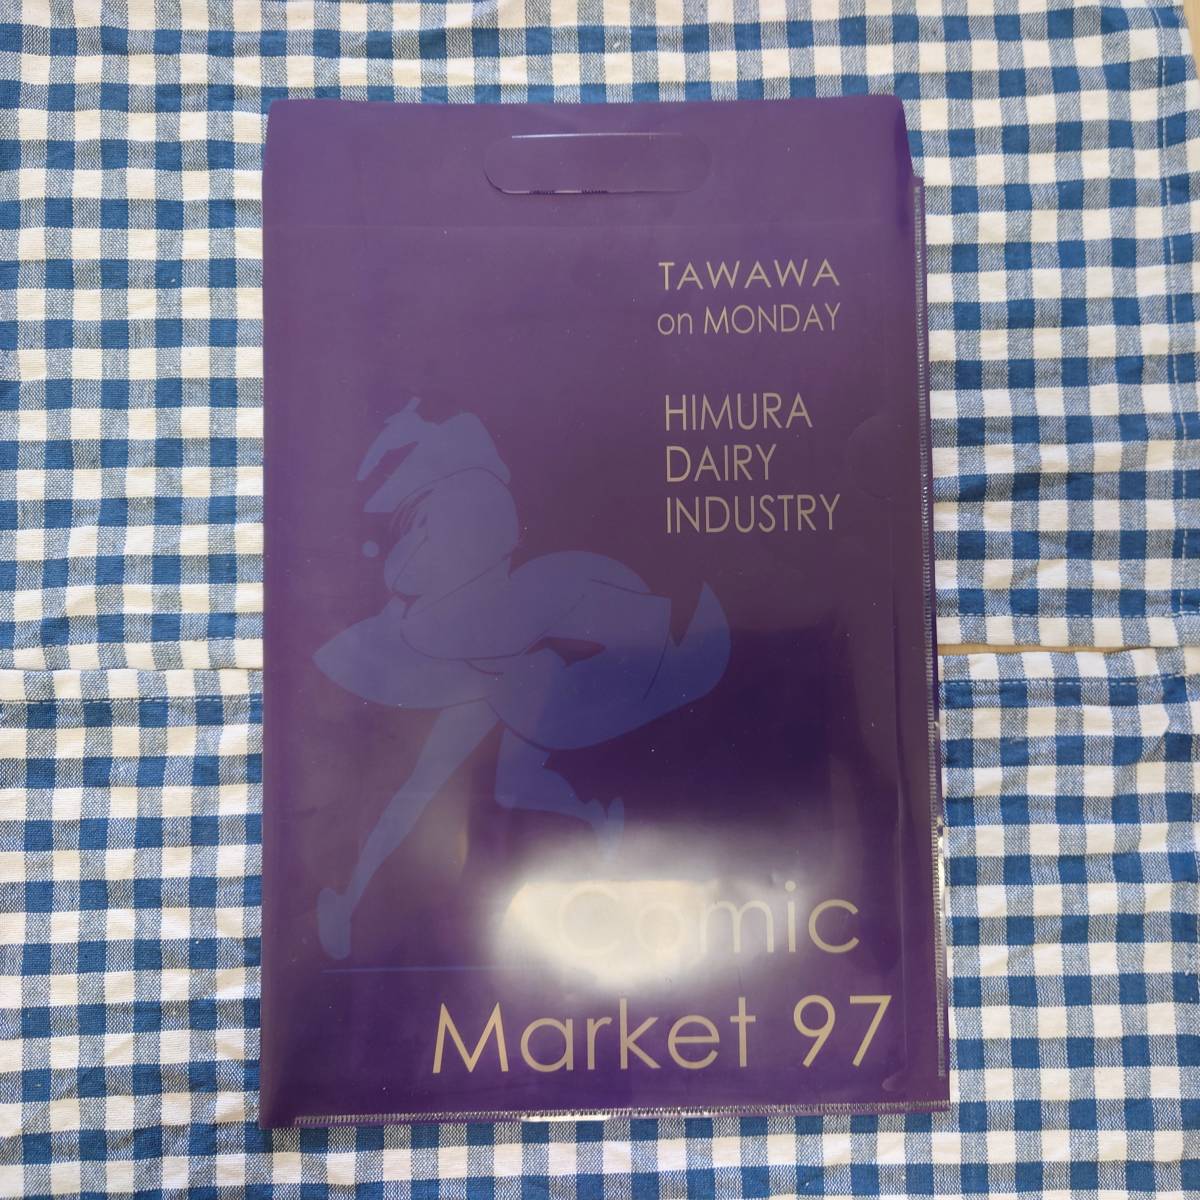 TAWAWA
on MONDAY
HIMURA
DAIRY
INDUSTRY
Comic
Market 97